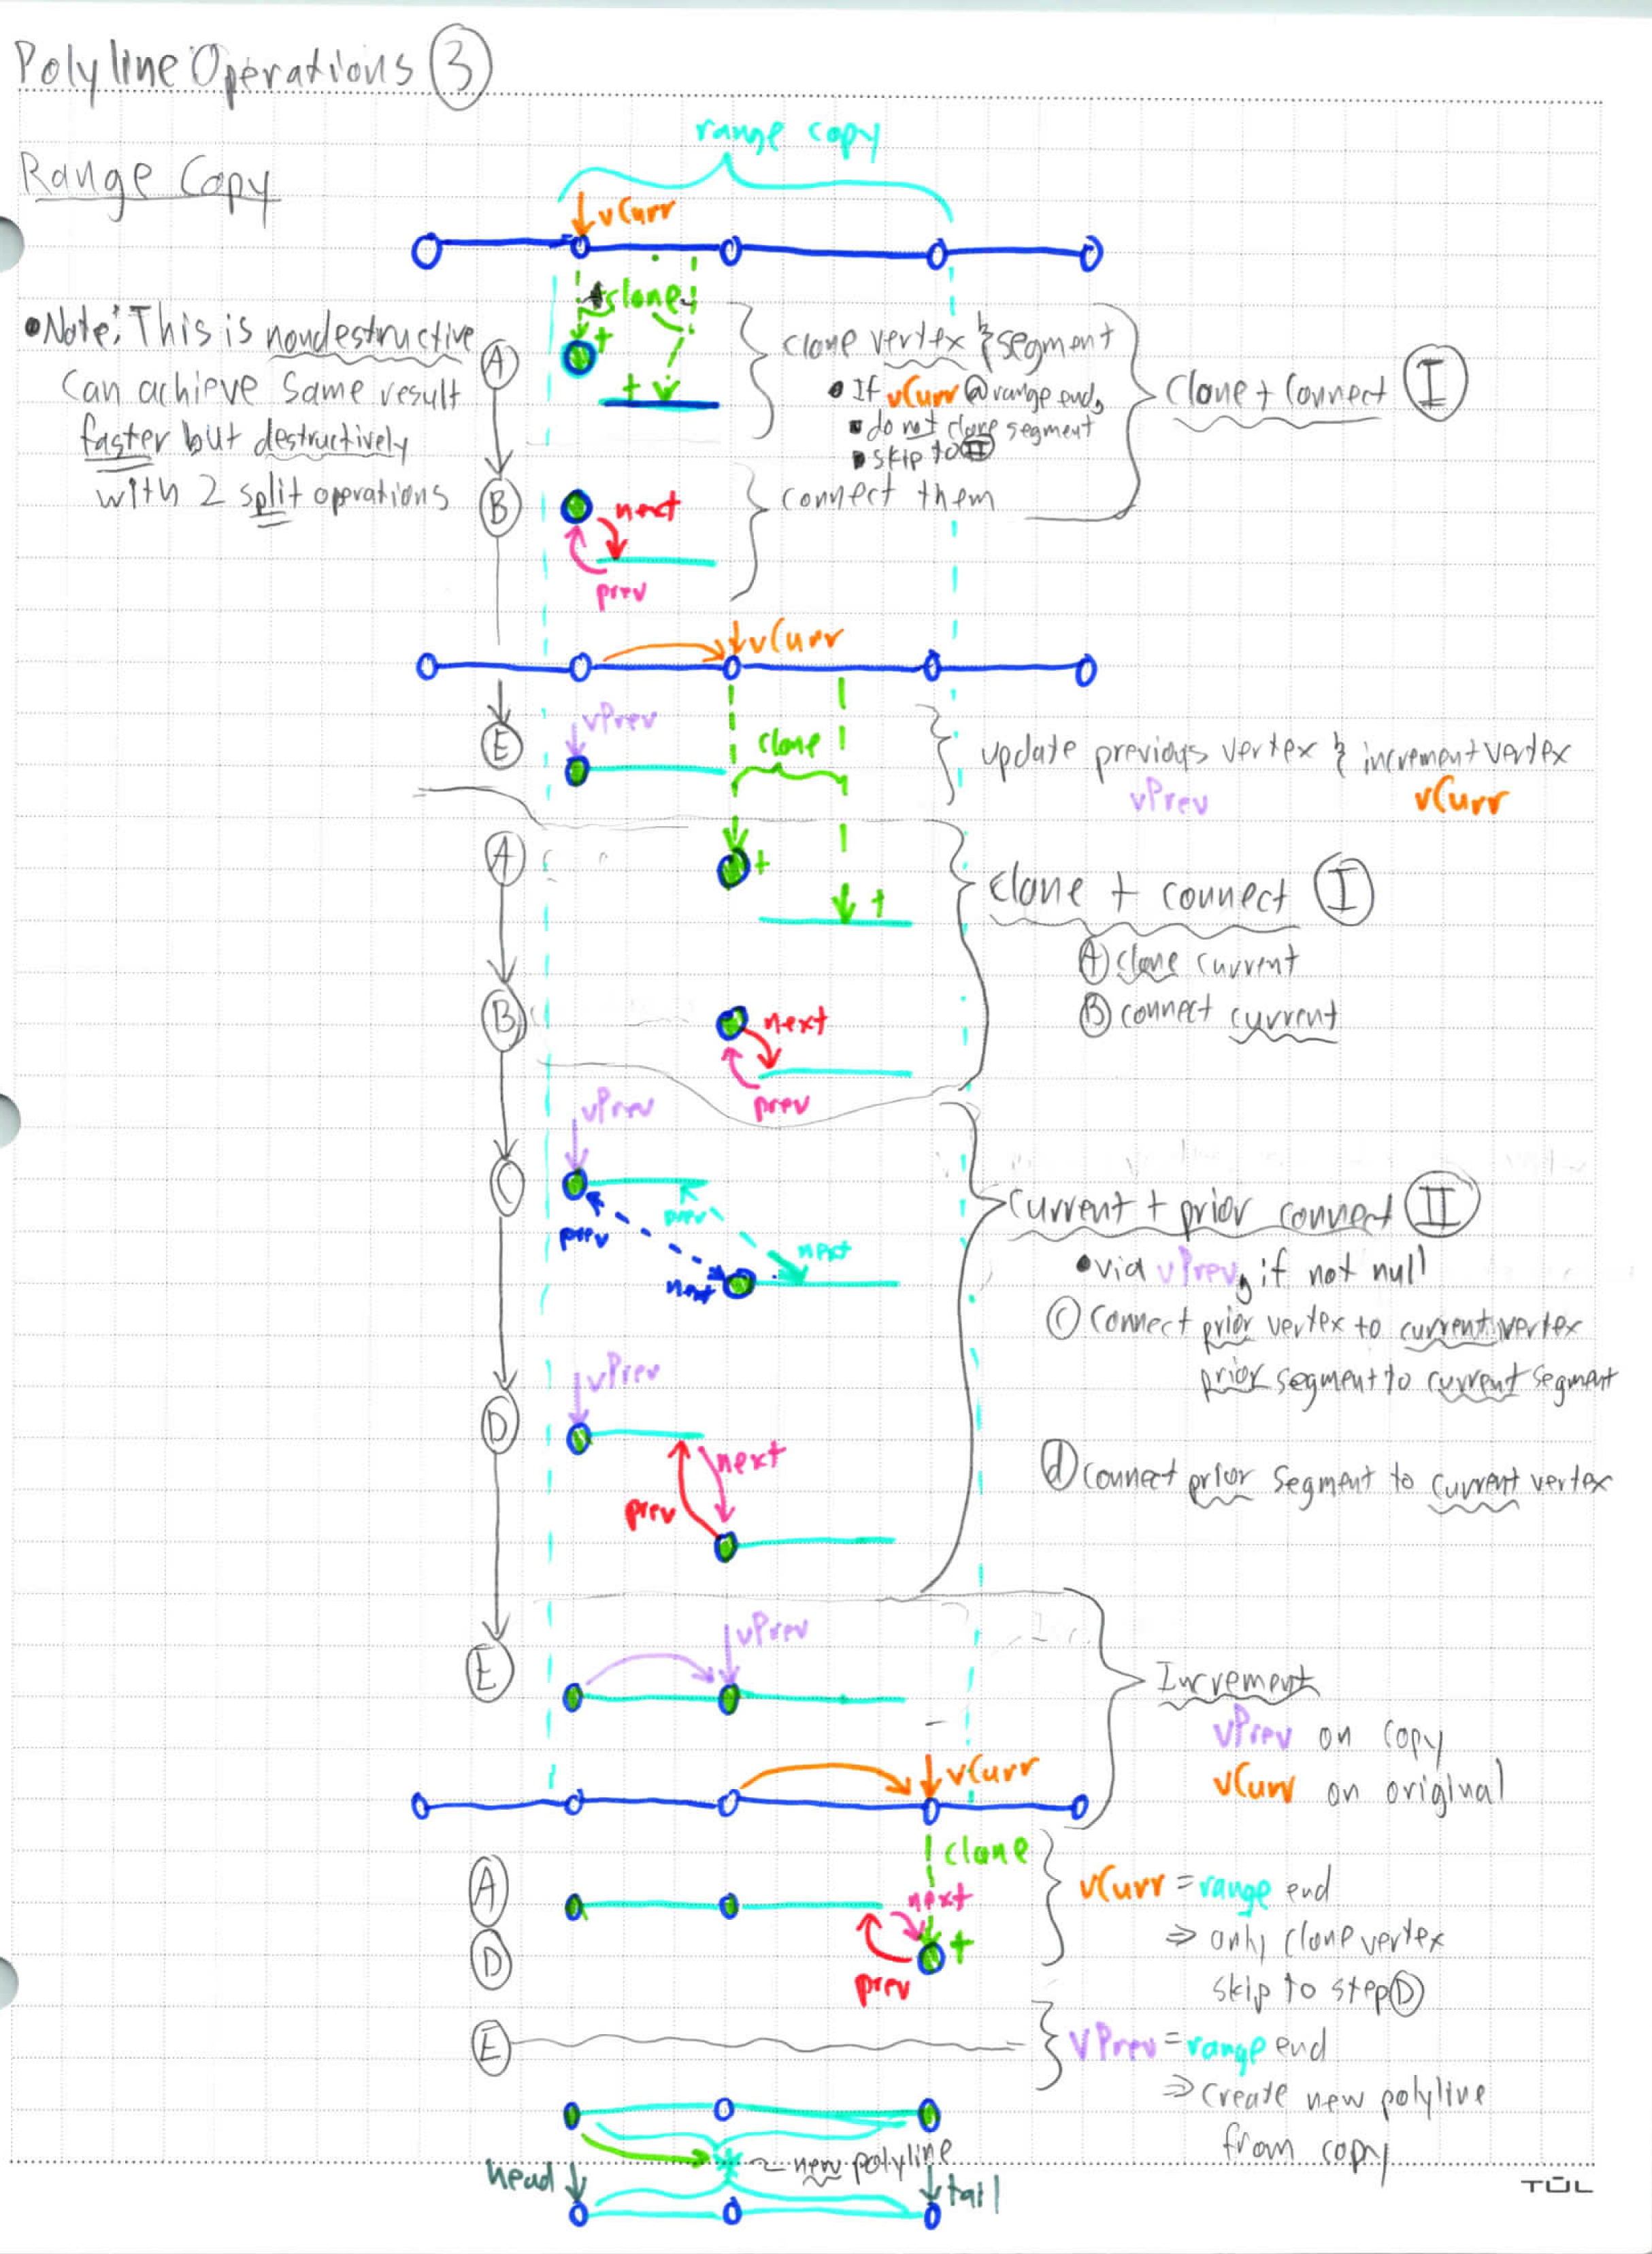 Polyline Operations ③
Range Copy
range copy
vCurr
clone
+
+
• Note: This is nondestructive
can achieve same result
faster but destructively
with 2 split operations
Ⓐ
clone vertex & segment
• If vCurr @ range end,
▪ do not clone segment
▪ skip to Ⅱ
clone + connect Ⅰ
Ⓑ
next
prev
connect them
vCurr
Ⓔ
vPrev
clone
update previous vertex & increment vertex
vPrev vCurr
Ⓐ
+
+
clone + connect Ⅰ
Ⓐ clone current
Ⓑ connect current
Ⓑ
next
prev
vPrev
Ⓒ
prev
prev
next
next
current + prior connect Ⅱ
• via vPrev, if not null
Ⓒ connect prior vertex to current vertex
prior segment to current segment
vPrev
Ⓓ
next
prev
ⓓ connect prior segment to current vertex
vPrev
Ⓔ
Increment
vPrev on copy
vCurr on original
vCurr
clone
Ⓐ
next
+
Ⓓ
prev
vCurr = range end
⇒ only clone vertex
skip to step Ⓓ
Ⓔ
vPrev = range end
⇒ create new polyline
from copy
~ new polyline
head
tail
TŪL